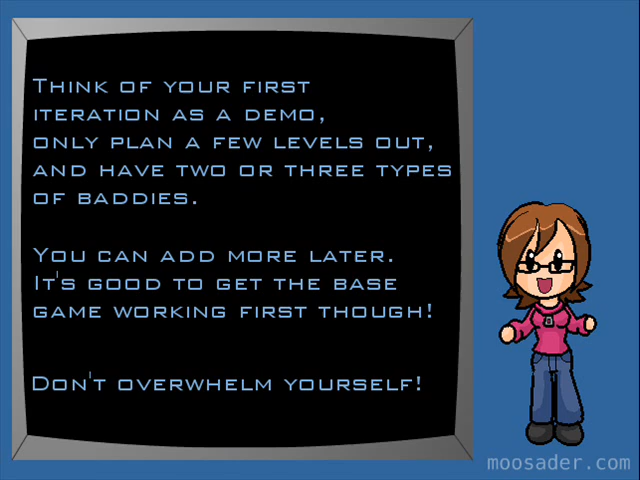 Think of your first
iteration as a demo,
only plan a few levels out,
and have two or three types
of baddies.
You can add more later.
It's good to get the base
game working first though!
Don't overwhelm yourself!
moosader.com